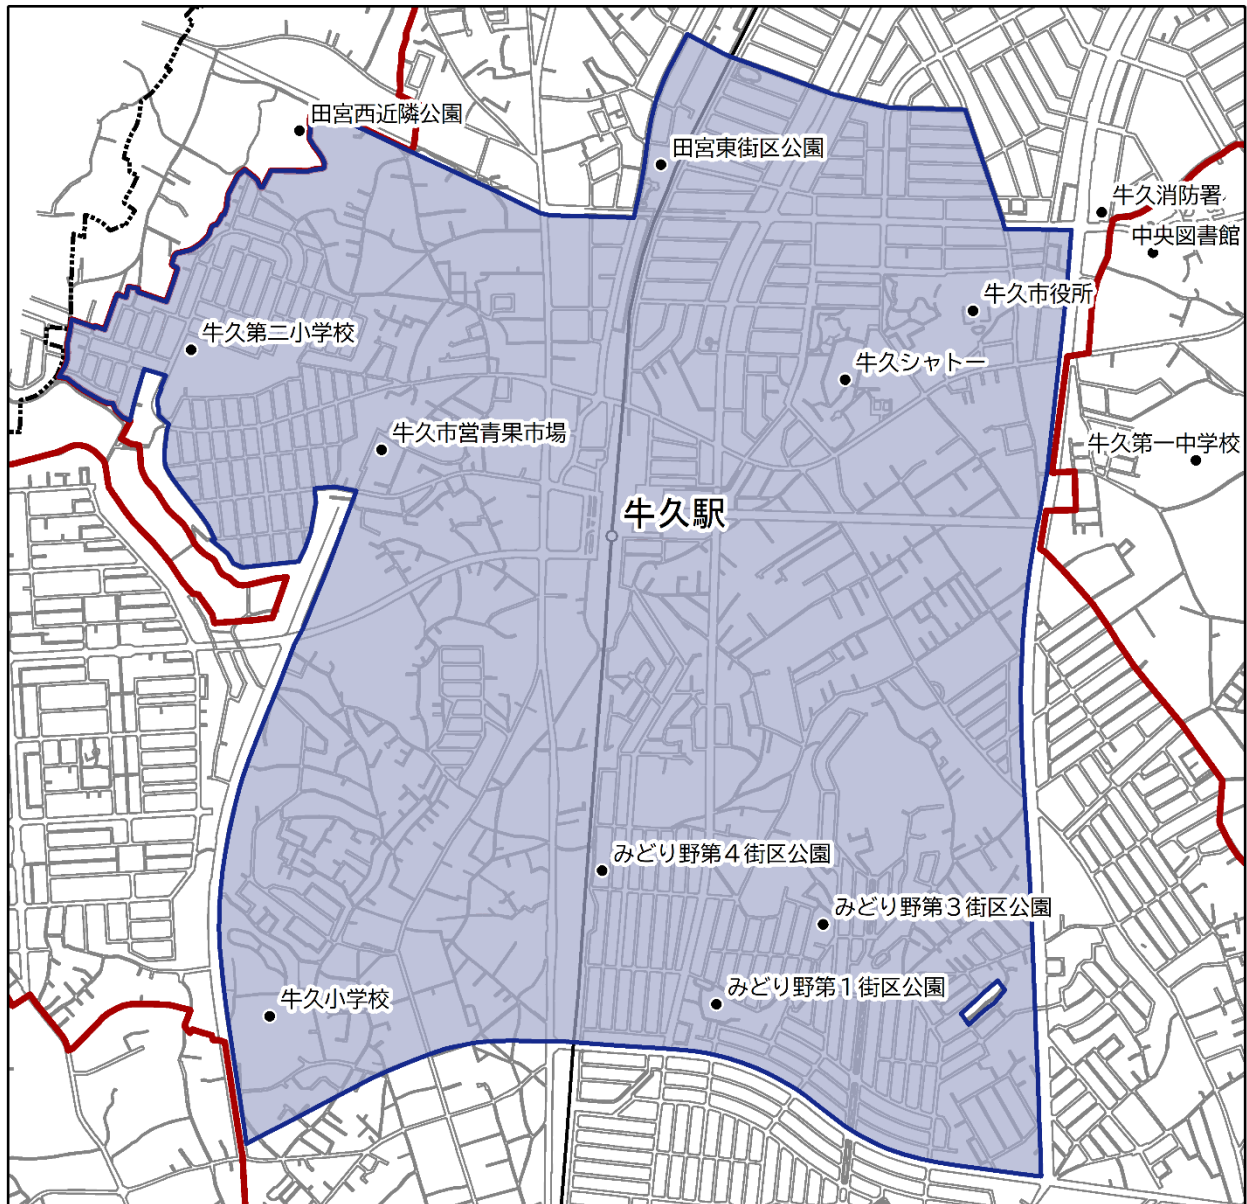 田宮西近隣公園
田宮東街区公園
牛久消防署
中央図書館
牛久市役所
牛久第二小学校
牛久シャトー
牛久市営青果市場
牛久第一中学校
牛久駅
みどり野第４街区公園
みどり野第３街区公園
牛久小学校
みどり野第１街区公園